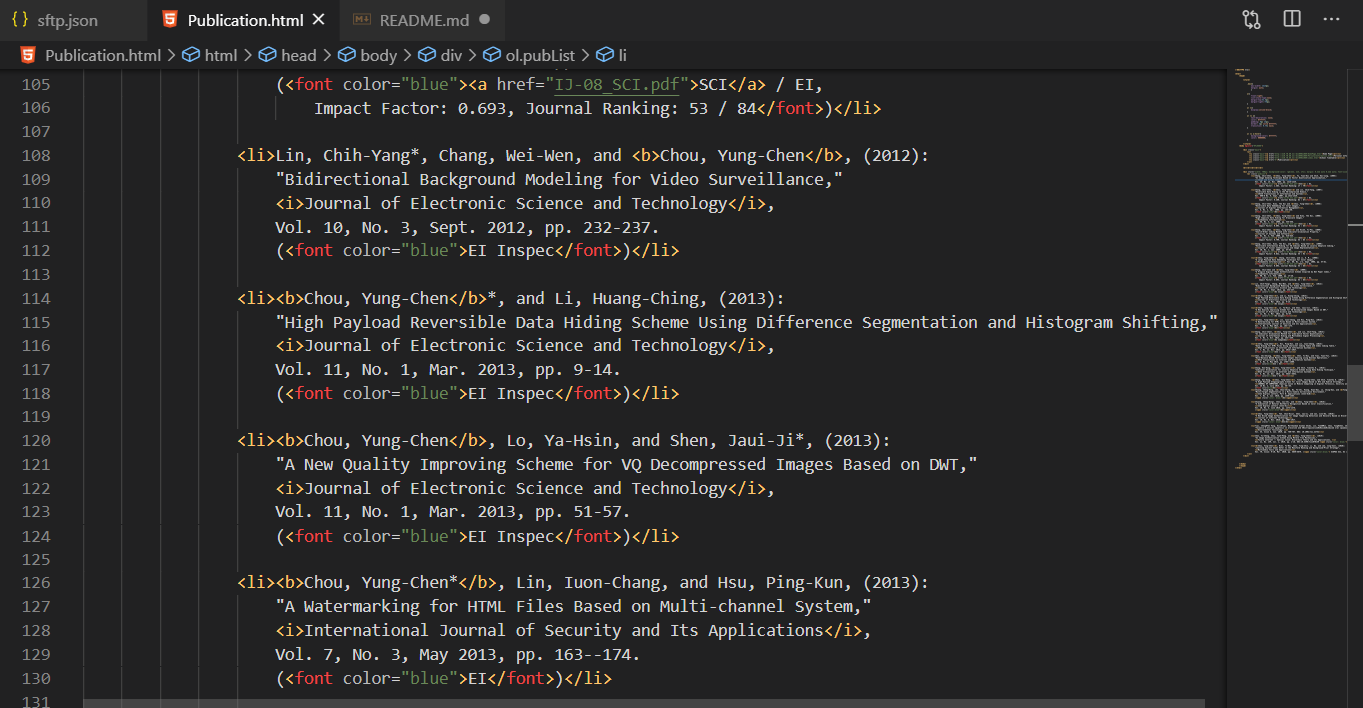 { } sftp.json
5 Publication.html ✕
M↓ README.md ●
5 Publication.html > html > head > body > div > ol.pubList > li
105 (<font color="blue"><a href="IJ-08_SCI.pdf">SCI</a> / EI,
106 Impact Factor: 0.693, Journal Ranking: 53 / 84</font>)</li>
107
108 <li>Lin, Chih-Yang*, Chang, Wei-Wen, and <b>Chou, Yung-Chen</b>, (2012):
109 "Bidirectional Background Modeling for Video Surveillance,"
110 <i>Journal of Electronic Science and Technology</i>,
111 Vol. 10, No. 3, Sept. 2012, pp. 232-237.
112 (<font color="blue">EI Inspec</font>)</li>
113
114 <li><b>Chou, Yung-Chen</b>*, and Li, Huang-Ching, (2013):
115 "High Payload Reversible Data Hiding Scheme Using Difference Segmentation and Histogram Shifting,"
116 <i>Journal of Electronic Science and Technology</i>,
117 Vol. 11, No. 1, Mar. 2013, pp. 9-14.
118 (<font color="blue">EI Inspec</font>)</li>
119
120 <li><b>Chou, Yung-Chen</b>, Lo, Ya-Hsin, and Shen, Jaui-Ji*, (2013):
121 "A New Quality Improving Scheme for VQ Decompressed Images Based on DWT,"
122 <i>Journal of Electronic Science and Technology</i>,
123 Vol. 11, No. 1, Mar. 2013, pp. 51-57.
124 (<font color="blue">EI Inspec</font>)</li>
125
126 <li><b>Chou, Yung-Chen*</b>, Lin, Iuon-Chang, and Hsu, Ping-Kun, (2013):
127 "A Watermarking for HTML Files Based on Multi-channel System,"
128 <i>International Journal of Security and Its Applications</i>,
129 Vol. 7, No. 3, May 2013, pp. 163--174.
130 (<font color="blue">EI</font>)</li>
131